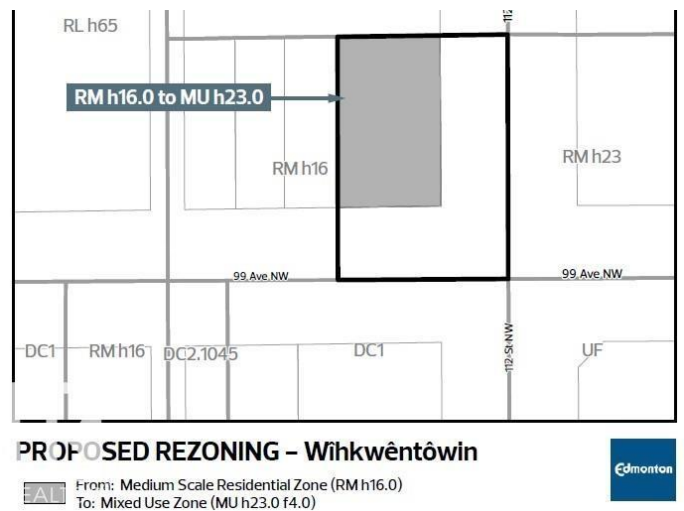 RL h65
112
RM h16.0 to MU h23.0
RM h16
RM h23
99 Ave NW
99 Ave NW
DC1
RM h16
DC2.1045
DC1
112 St NW
UF
PROPOSED REZONING – Wîhkwêntôwin
Edmonton
From: Medium Scale Residential Zone (RM h16.0)
To: Mixed Use Zone (MU h23.0 f4.0)